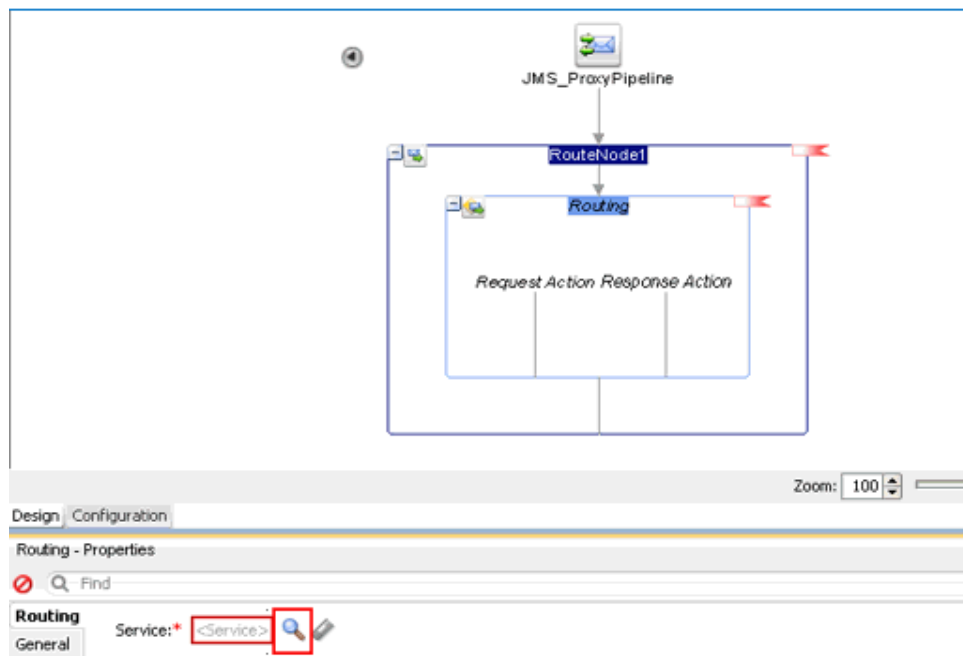 JMS_ProxyPipeline
RouteNode1
Routing
Request Action Response Action
Zoom: 100
Design Configuration
Routing - Properties
Find
Routing
Service:* <Service>
General